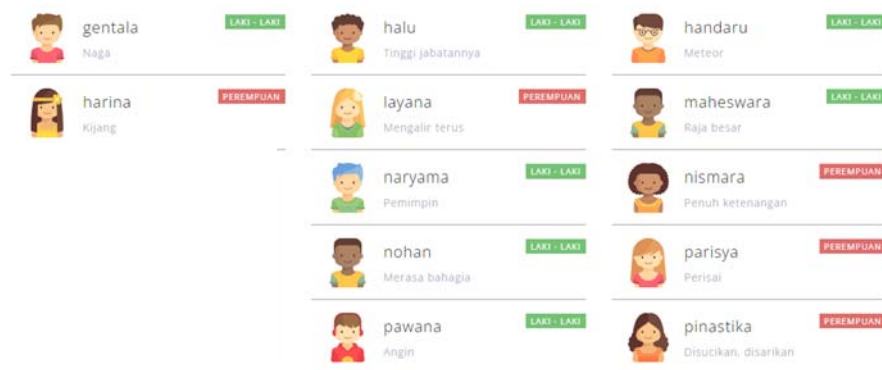 gentala LAKI - LAKI
Naga
harina PEREMPUAN
Kijang
halu LAKI - LAKI
Tinggi jabatannya
layana PEREMPUAN
Mengalir terus
naryama LAKI - LAKI
Pemimpin
nohan LAKI - LAKI
Merasa bahagia
pawana LAKI - LAKI
Angin
handaru LAKI - LAKI
Meteor
maheswara LAKI - LAKI
Raja besar
nismara PEREMPUAN
Penuh ketenangan
parisya PEREMPUAN
Perisai
pinastika PEREMPUAN
Disucikan, disarikan